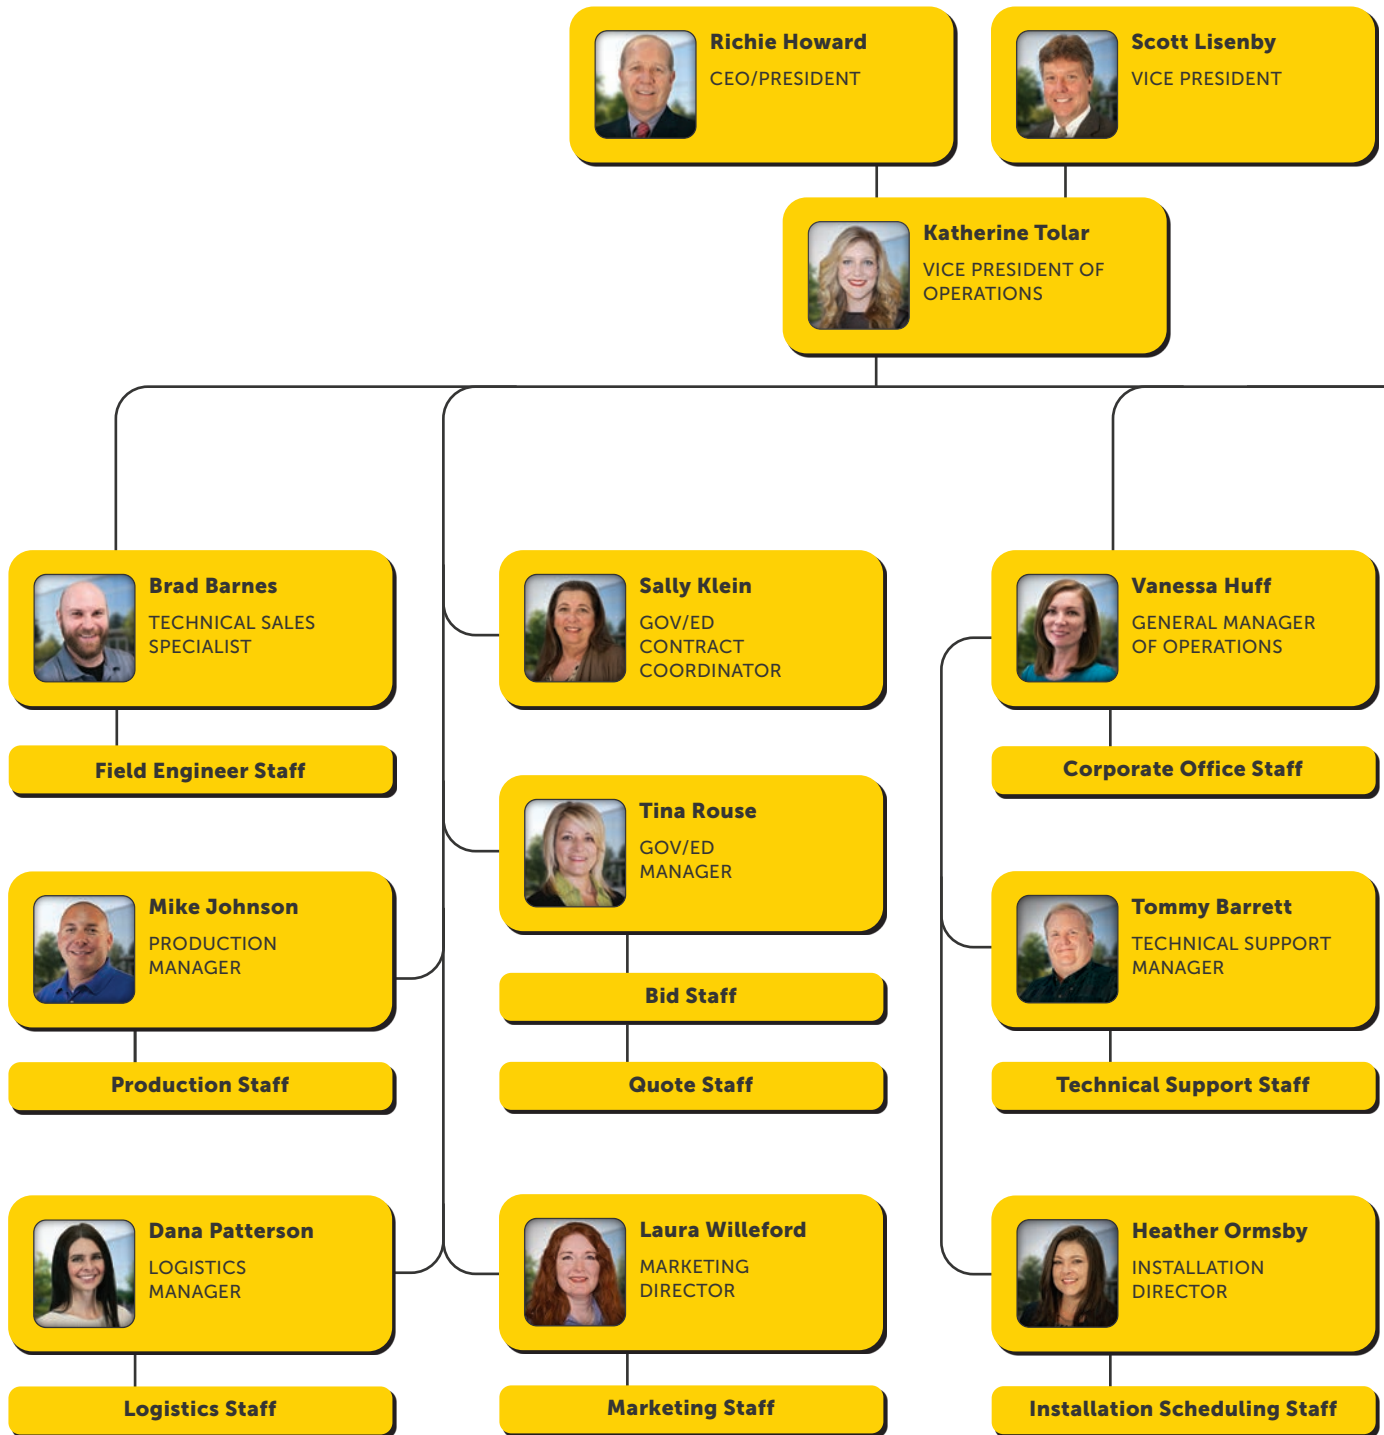 Richie Howard
CEO/PRESIDENT
Scott Lisenby
VICE PRESIDENT
Katherine Tolar
VICE PRESIDENT OF
OPERATIONS
Brad Barnes
TECHNICAL SALES
SPECIALIST
Field Engineer Staff
Mike Johnson
PRODUCTION
MANAGER
Production Staff
Dana Patterson
LOGISTICS
MANAGER
Logistics Staff
Sally Klein
GOV/ED
CONTRACT
COORDINATOR
Tina Rouse
GOV/ED
MANAGER
Bid Staff
Quote Staff
Laura Willeford
MARKETING
DIRECTOR
Marketing Staff
Vanessa Huff
GENERAL MANAGER
OF OPERATIONS
Corporate Office Staff
Tommy Barrett
TECHNICAL SUPPORT
MANAGER
Technical Support Staff
Heather Ormsby
INSTALLATION
DIRECTOR
Installation Scheduling Staff